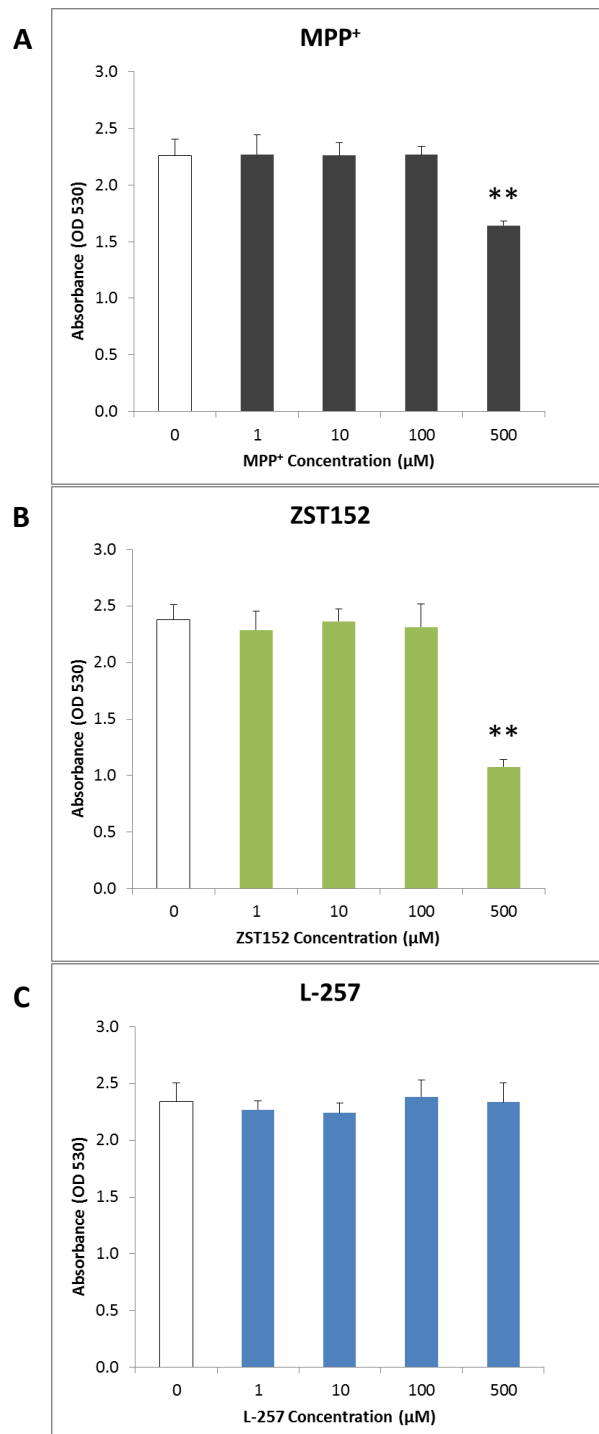 A
MPP⁺
3.0
2.5
**
2.0
1.5
1.0
0.5
0.0
0 1 10 100 500
Absorbance (OD 530)
MPP⁺ Concentration (µM)
B
ZST152
3.0
2.5
2.0
1.5
**
1.0
0.5
0.0
0 1 10 100 500
Absorbance (OD 530)
ZST152 Concentration (µM)
C
L-257
3.0
2.5
2.0
1.5
1.0
0.5
0.0
0 1 10 100 500
Absorbance (OD 530)
L-257 Concentration (µM)